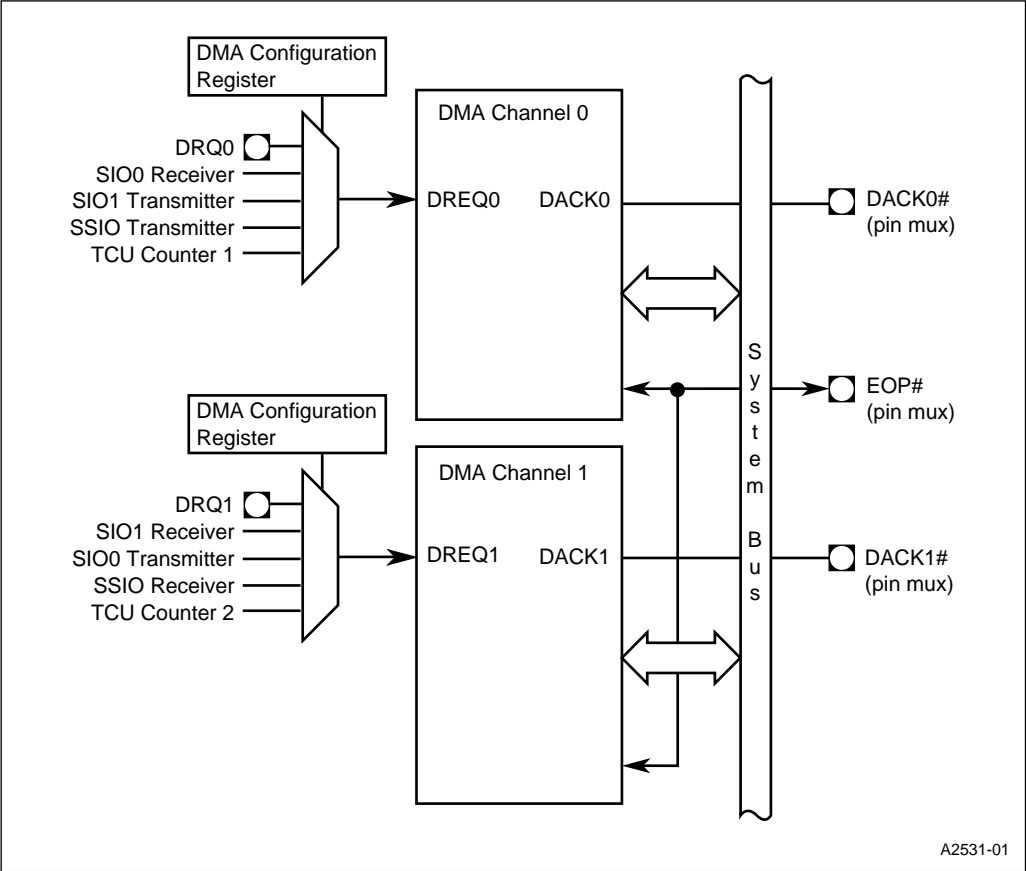 DMA Configuration
Register
DMA Channel 0
DRQ0
SIO0 Receiver
SIO1 Transmitter
SSIO Transmitter
TCU Counter 1
DREQ0
DACK0
DACK0#
(pin mux)
EOP#
(pin mux)
System Bus
DMA Configuration
Register
DMA Channel 1
DRQ1
SIO1 Receiver
SIO0 Transmitter
SSIO Receiver
TCU Counter 2
DREQ1
DACK1
DACK1#
(pin mux)
A2531-01